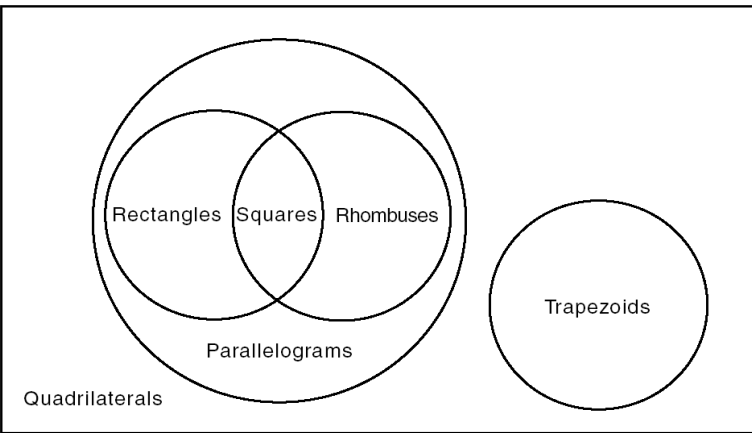 Rectangles
Squares
Rhombuses
Trapezoids
Parallelograms
Quadrilaterals